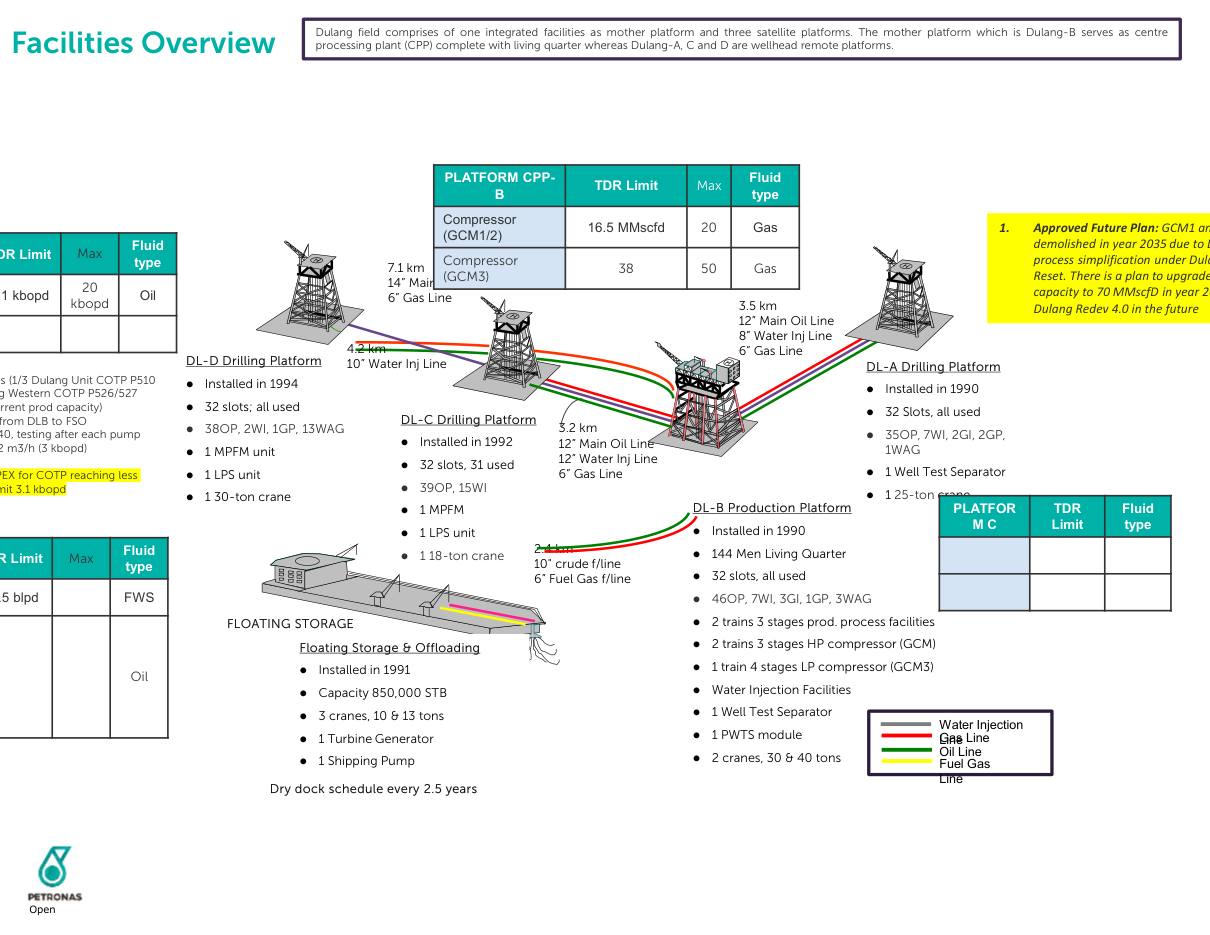 Facilities Overview
Dulang field comprises of one integrated facilities as mother platform and three satellite platforms. The mother platform which is Dulang-B serves as centre
processing plant (CPP) complete with living quarter whereas Dulang-A, C and D are wellhead remote platforms.
PLATFORM CPP-
B
TDR Limit
Max
Fluid
type
Compressor
(GCM1/2)
16.5 MMscfd
20
Gas
Compressor
(GCM3)
38
50
Gas
DR Limit
Max
Fluid
type
1 kbopd
20
kbopd
Oil
1. Approved Future Plan: GCM1 an
demolished in year 2035 due to
process simplification under Dul
Reset. There is a plan to upgrade
capacity to 70 MMscfD in year 2
Dulang Redev 4.0 in the future
7.1 km
14” Main
6” Gas Line
4.2 km
10” Water Inj Line
3.5 km
12” Main Oil Line
8” Water Inj Line
6” Gas Line
s (1/3 Dulang Unit COTP P510
g Western COTP P526/527
rrent prod capacity)
from DLB to FSO
40, testing after each pump
2 m3/h (3 kbopd)
PEX for COTP reaching less
mit 3.1 kbopd
DL-D Drilling Platform
● Installed in 1994
● 32 slots; all used
● 38OP, 2WI, 1GP, 13WAG
● 1 MPFM unit
● 1 LPS unit
● 1 30-ton crane
DL-C Drilling Platform
● Installed in 1992
● 32 slots, 31 used
● 39OP, 15WI
● 1 MPFM
● 1 LPS unit
● 1 18-ton crane
3.2 km
12” Main Oil Line
12” Water Inj Line
6” Gas Line
DL-A Drilling Platform
● Installed in 1990
● 32 Slots, all used
● 35OP, 7WI, 2GI, 2GP,
1WAG
● 1 Well Test Separator
● 1 25-ton crane
PLATFOR
M C
TDR
Limit
Fluid
type
R Limit
Max
Fluid
type
.5 blpd
FWS
Oil
2.4 km
10” crude f/line
6” Fuel Gas f/line
DL-B Production Platform
● Installed in 1990
● 144 Men Living Quarter
● 32 slots, all used
● 46OP, 7WI, 3GI, 1GP, 3WAG
● 2 trains 3 stages prod. process facilities
● 2 trains 3 stages HP compressor (GCM)
● 1 train 4 stages LP compressor (GCM3)
● Water Injection Facilities
● 1 Well Test Separator
● 1 PWTS module
● 2 cranes, 30 & 40 tons
FLOATING STORAGE
Floating Storage & Offloading
● Installed in 1991
● Capacity 850,000 STB
● 3 cranes, 10 & 13 tons
● 1 Turbine Generator
● 1 Shipping Pump
Dry dock schedule every 2.5 years
Water Injection
Line
Gas Line
Oil Line
Fuel Gas
Line
PETRONAS
Open